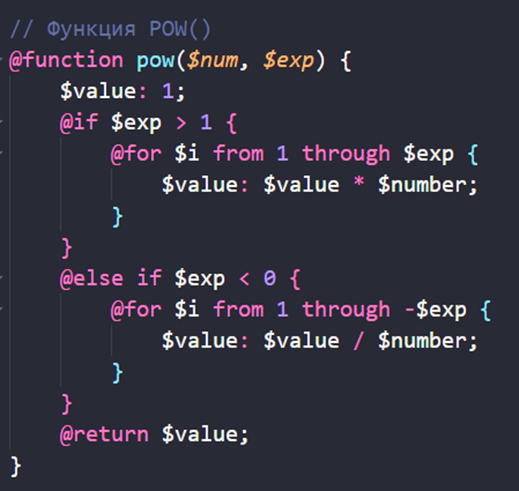 // Функция POW()
@function pow($num, $exp) {
    $value: 1;
    @if $exp > 1 {
        @for $i from 1 through $exp {
            $value: $value * $number;
        }
    }
    @else if $exp < 0 {
        @for $i from 1 through -$exp {
            $value: $value / $number;
        }
    }
    @return $value;
}